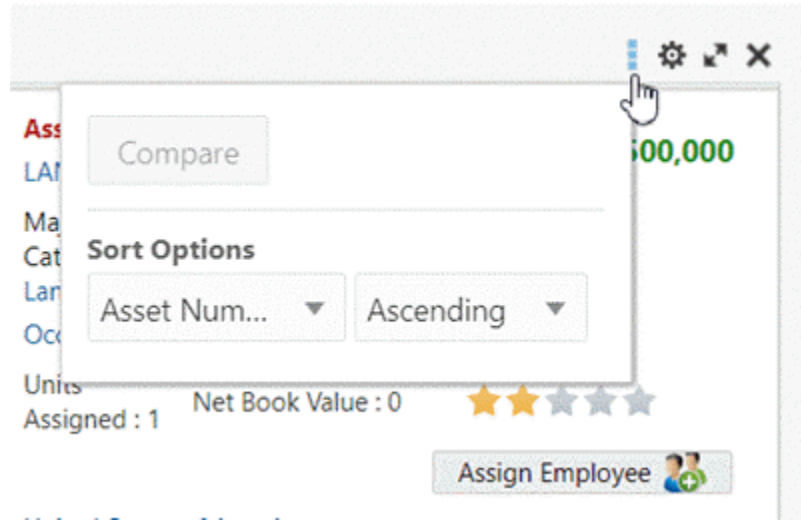 Compare
500,000
Sort Options
Asset Num...
Ascending
Units
Assigned : 1
Net Book Value : 0
Assign Employee